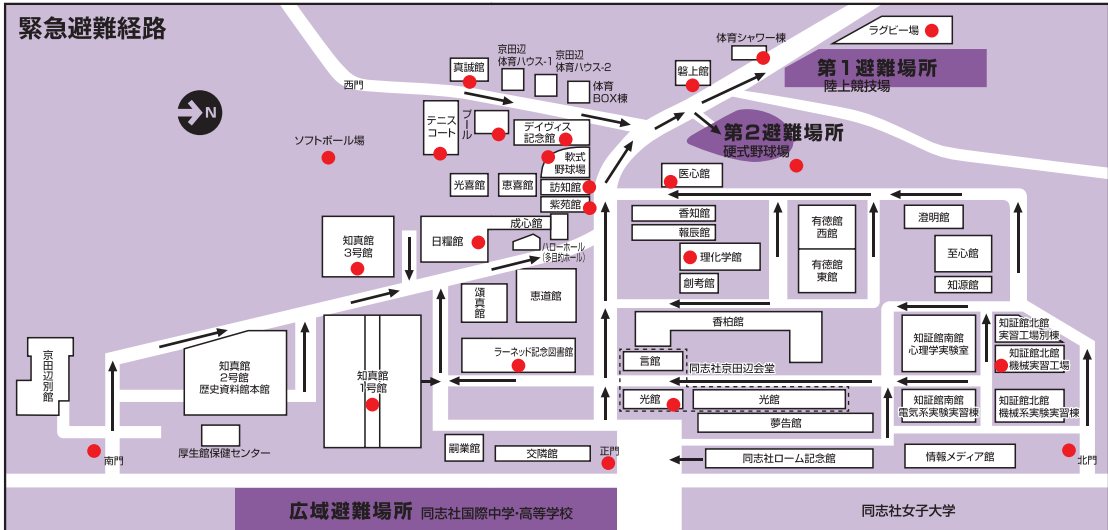 緊急避難経路
N
西門
真誠館
京田辺
体育ハウス-1
京田辺
体育ハウス-2
体育
BOX棟
磐上館
体育シャワー棟
ラグビー場
第1避難場所
陸上競技場
第2避難場所
硬式野球場
ソフトボール場
テニス
コート
プール
デイヴィス
記念館
軟式
野球場
光喜館
恵喜館
訪知館
紫苑館
医心館
知真館
3号館
日糧館
成心館
ハローホール
(多目的ホール)
香知館
報辰館
理化学館
創考館
有徳館
西館
有徳館
東館
澄明館
至心館
知源館
頌真館
恵道館
香柏館
京田辺別館
知真館
2号館
歴史資料館本館
知真館
1号館
ラーネッド記念図書館
言館
同志社京田辺会堂
光館
光館
夢告館
知証館南館
心理学実験室
知証館北館
実習工場別棟
知証館北館
機械実習工場
知証館南館
電気系実験実習棟
知証館北館
機械系実験実習棟
南門
厚生館保健センター
嗣業館
交隣館
正門
同志社ローム記念館
情報メディア館
北門
広域避難場所 同志社国際中学・高等学校
同志社女子大学